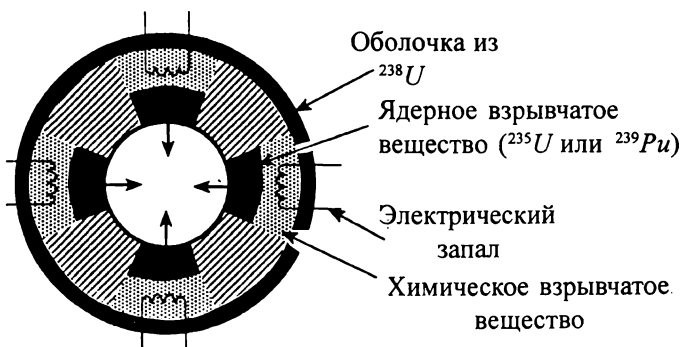 Оболочка из
²³⁸U
Ядерное взрывчатое
вещество (²³⁵U или ²³⁹Pu)
Электрический
запал
Химическое взрывчатое
вещество